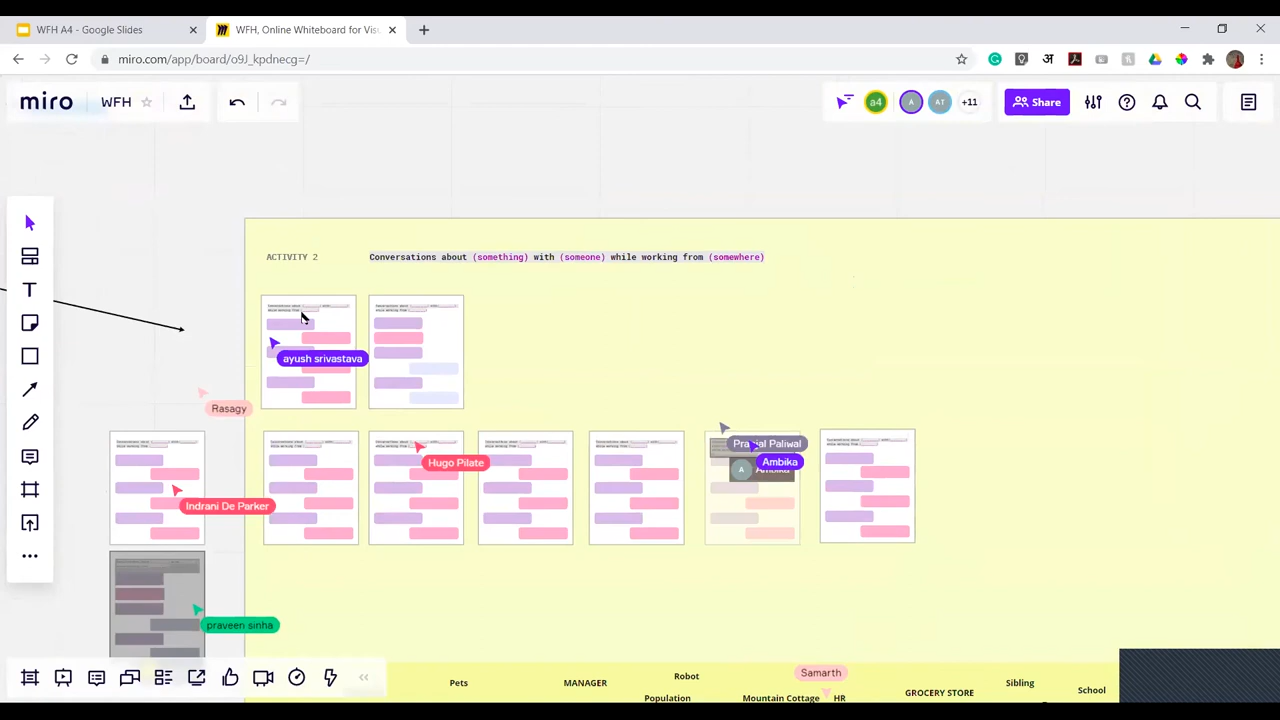 WFH A4 - Google Slides
WFH, Online Whiteboard for Visu
miro.com/app/board/o9J_kpdnecg=/
अ
miro
WFH
a4
A
AT
+11
Share
ACTIVITY 2
Conversations about (something) with (someone) while working from (somewhere)
ayush srivastava
Rasagy
Hugo Pilate
Indrani De Parker
Pranjal Paliwal
Ambika
A
praveen sinha
Pets
MANAGER
Robot
Population
Mountain Cottage
HR
Samarth
GROCERY STORE
Sibling
School